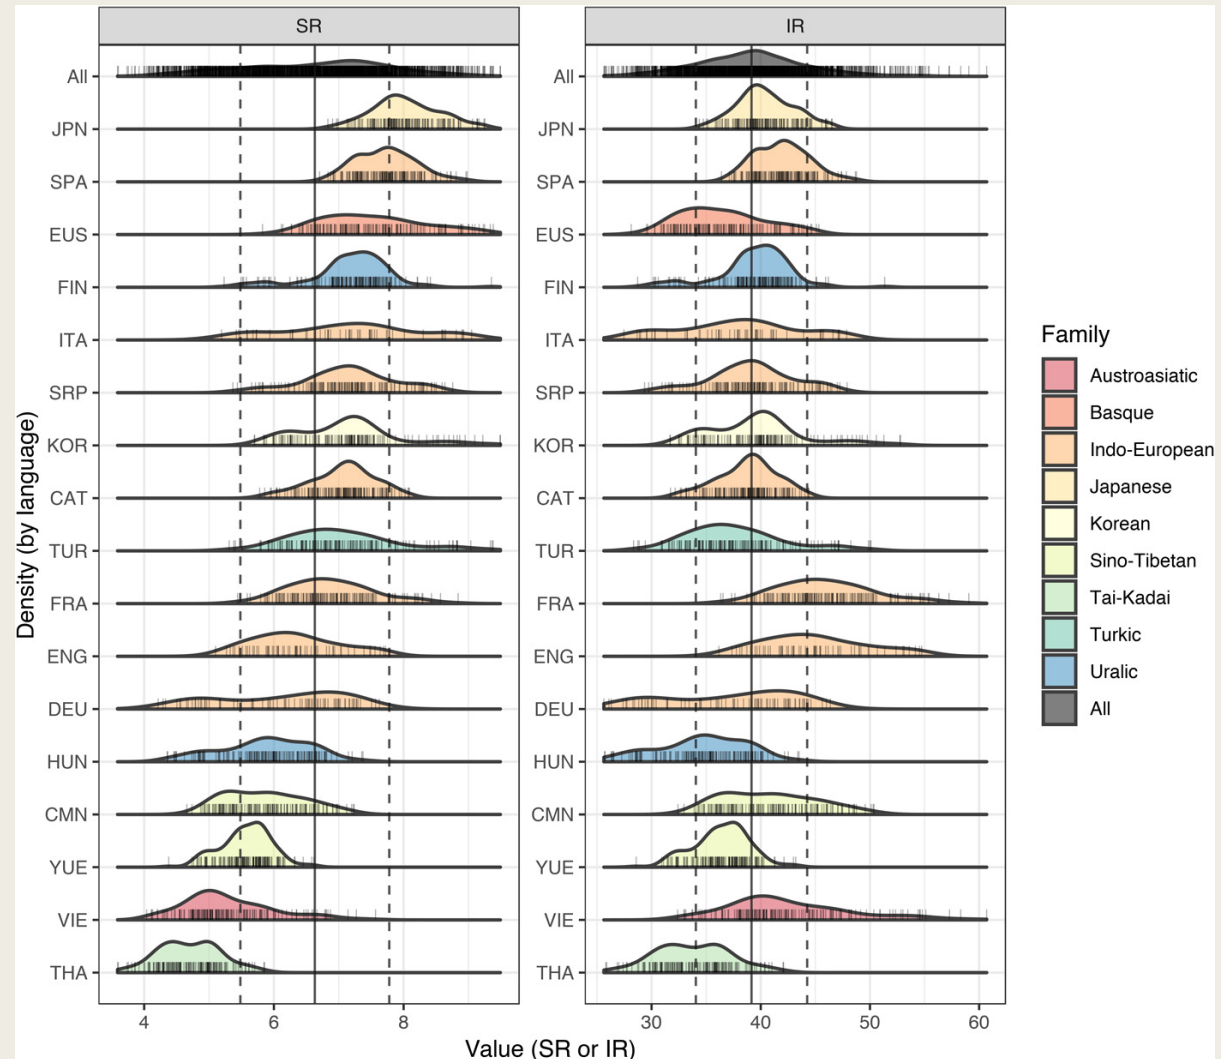 SR
IR
All
JPN
SPA
EUS
FIN
ITA
SRP
KOR
CAT
TUR
FRA
ENG
DEU
HUN
CMN
YUE
VIE
THA
All
JPN
SPA
EUS
FIN
ITA
SRP
KOR
CAT
TUR
FRA
ENG
DEU
HUN
CMN
YUE
VIE
THA
4 6 8
30 40 50 60
Density (by language)
Value (SR or IR)
Family
Austroasiatic
Basque
Indo-European
Japanese
Korean
Sino-Tibetan
Tai-Kadai
Turkic
Uralic
All